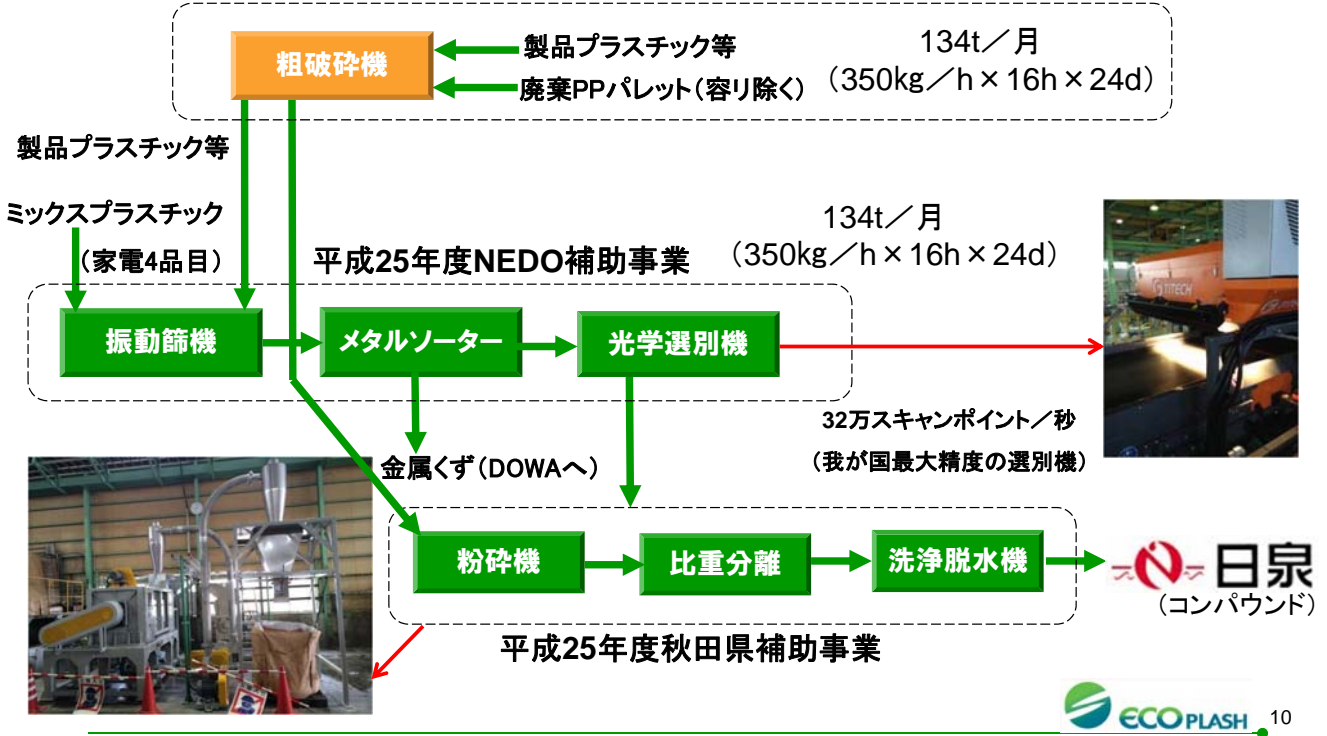 粗破砕機
製品プラスチック等
廃棄PPパレット(容リ除く)
134t/月
(350kg/h×16h×24d)
製品プラスチック等
ミックスプラスチック
(家電4品目)
平成25年度NEDO補助事業
134t/月
(350kg/h×16h×24d)
振動篩機
メタルソーター
光学選別機
TITECH
32万スキャンポイント/秒
(我が国最大精度の選別機)
金属くず(DOWAへ)
粉砕機
比重分離
洗浄脱水機
日泉
(コンパウンド)
平成25年度秋田県補助事業
ECO PLASH
10